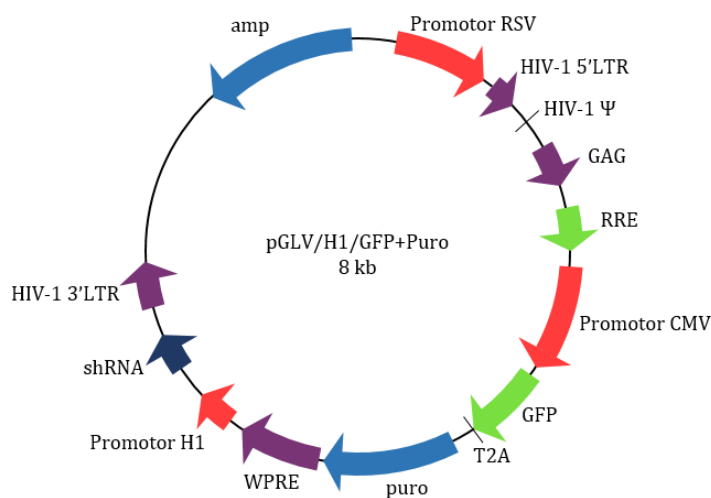 amp
Promotor RSV
HIV-1 5’LTR
HIV-1 Ψ
GAG
RRE
Promotor CMV
GFP
T2A
puro
WPRE
Promotor H1
shRNA
HIV-1 3’LTR
pGLV/H1/GFP+Puro
8 kb